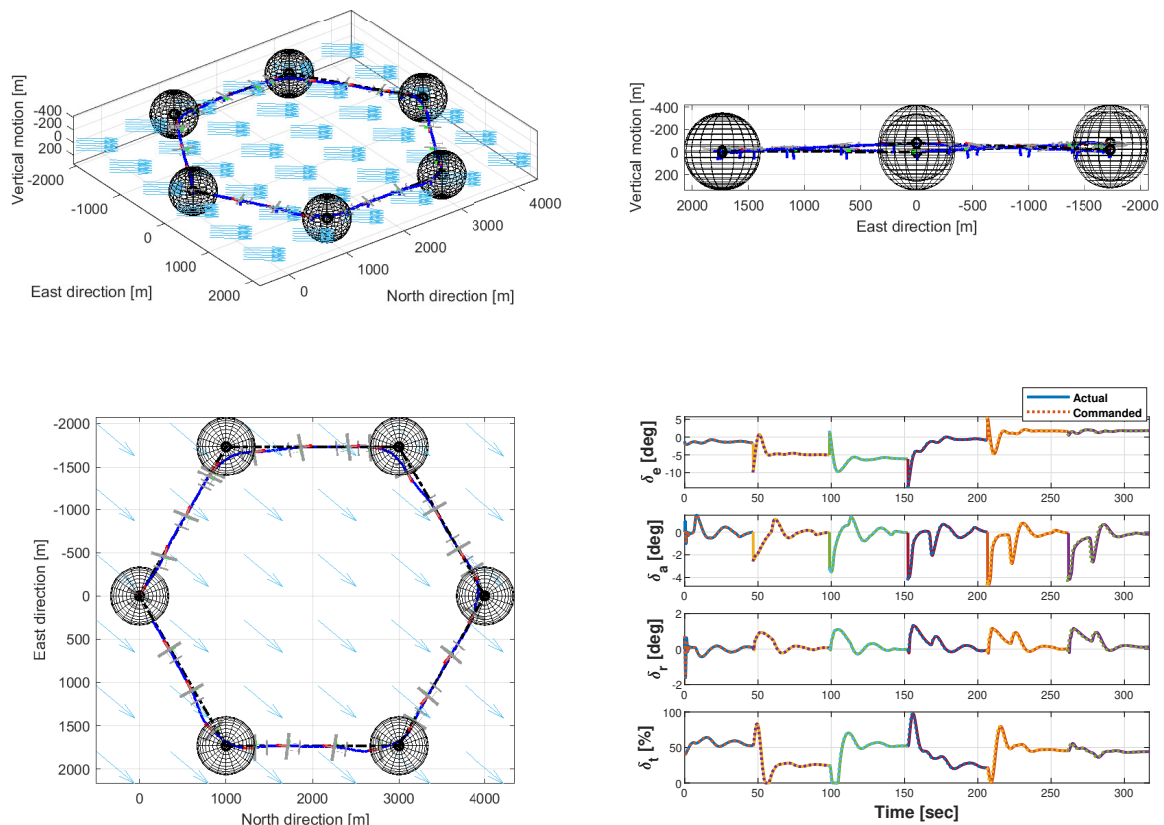 Vertical motion [m]
-400
-200
0
200
-2000
-1000
0
1000
2000
East direction [m]
0
1000
2000
3000
4000
North direction [m]
Vertical motion [m]
-400
-200
0
200
2000 1500 1000 500 0 -500 -1000 -1500 -2000
East direction [m]
East direction [m]
-2000
-1500
-1000
-500
0
500
1000
1500
2000
0 1000 2000 3000 4000
North direction [m]
Actual
Commanded
δe [deg]
5
0
-5
-10
0 50 100 150 200 250 300
δa [deg]
0
-2
-4
0 50 100 150 200 250 300
δr [deg]
2
0
-2
0 50 100 150 200 250 300
δt [%]
100
50
0
0 50 100 150 200 250 300
Time [sec]